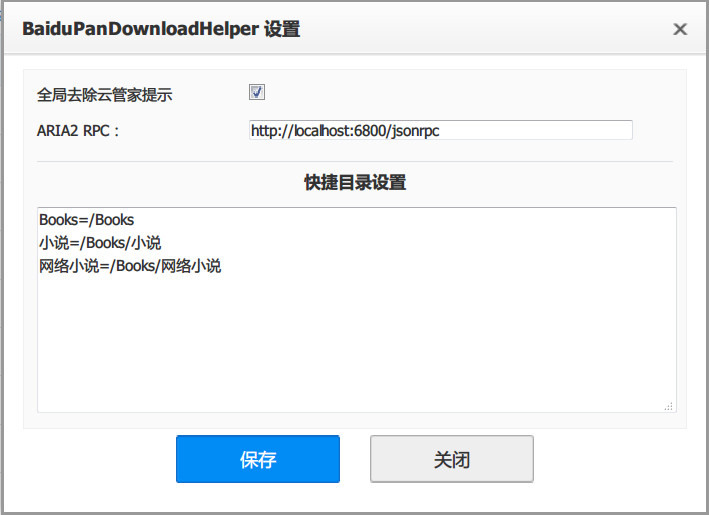 BaiduPanDownloadHelper 设置
全局去除云管家提示
ARIA2 RPC：
http://localhost:6800/jsonrpc
快捷目录设置
Books=/Books
小说=/Books/小说
网络小说=/Books/网络小说
保存
关闭